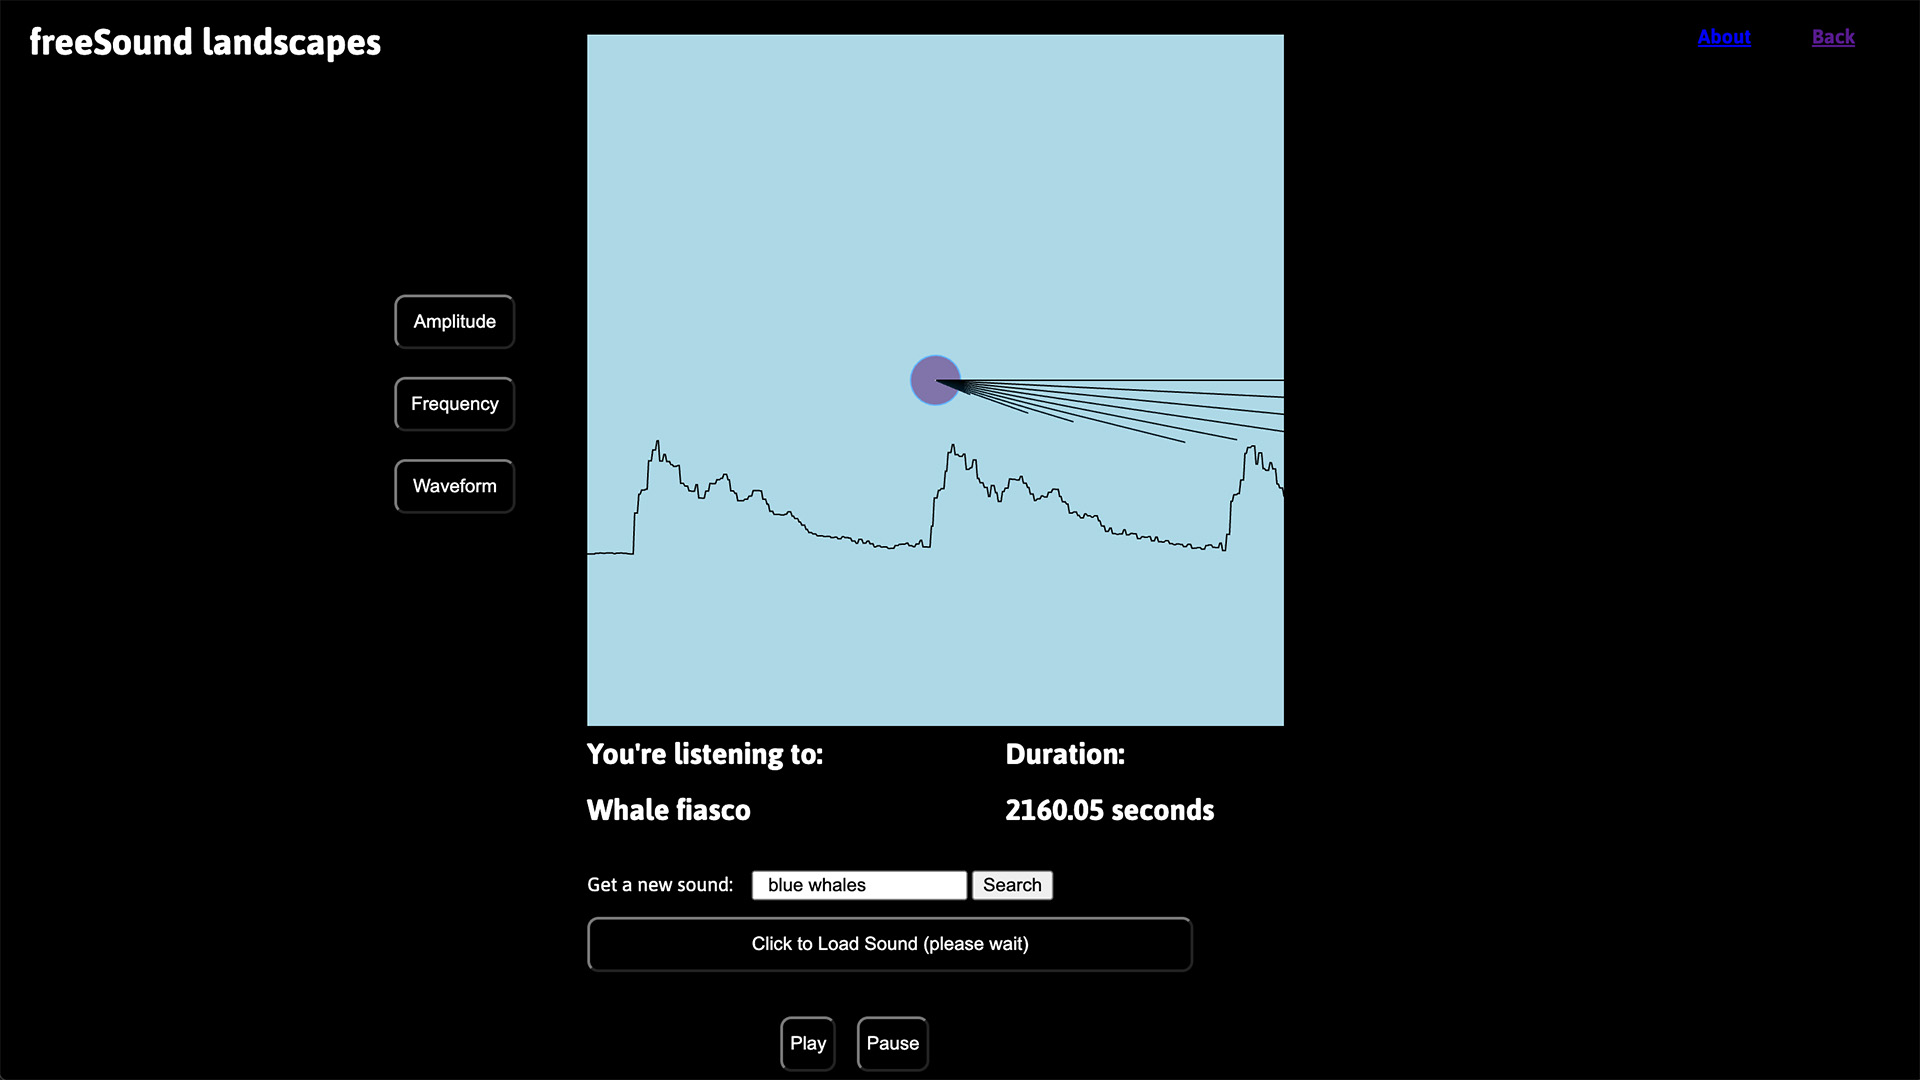 freeSound landscapes
About Back
Amplitude
Frequency
Waveform
You're listening to: Duration:
Whale fiasco 2160.05 seconds
Get a new sound: blue whales Search
Click to Load Sound (please wait)
Play Pause